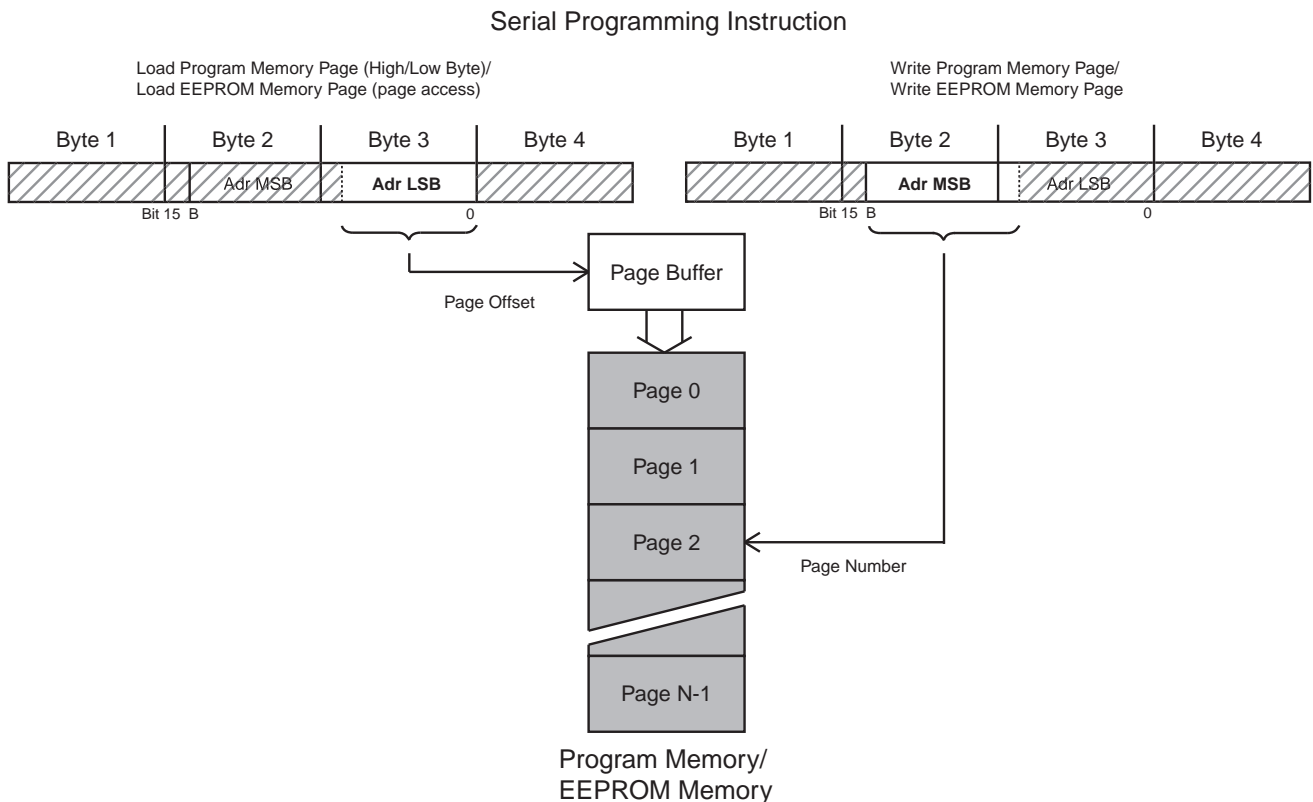 Serial Programming Instruction
Load Program Memory Page (High/Low Byte)/
Load EEPROM Memory Page (page access)
Write Program Memory Page/
Write EEPROM Memory Page
Byte 1 Byte 2 Byte 3 Byte 4
Byte 1 Byte 2 Byte 3 Byte 4
Adr MSB Adr LSB
Adr MSB Adr LSB
Bit 15 B 0
Bit 15 B 0
Page Buffer
Page Offset
Page 0
Page 1
Page 2
Page Number
Page N-1
Program Memory/
EEPROM Memory